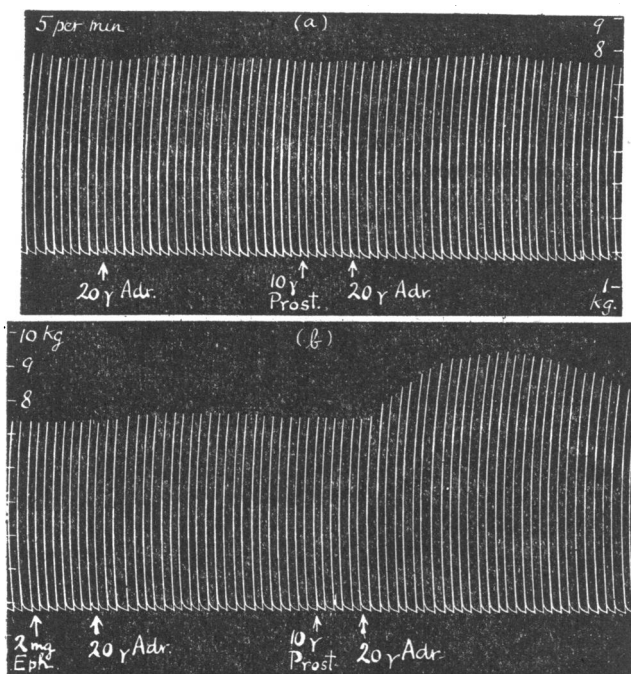 5 per min.
(a)
9
8
20 γ Adr.
10 γ
Prost.
20 γ Adr.
1
kg.
10 kg
(b)
9
8
2 mg
Eph.
20 γ Adr.
10 γ
Prost.
20 γ Adr.